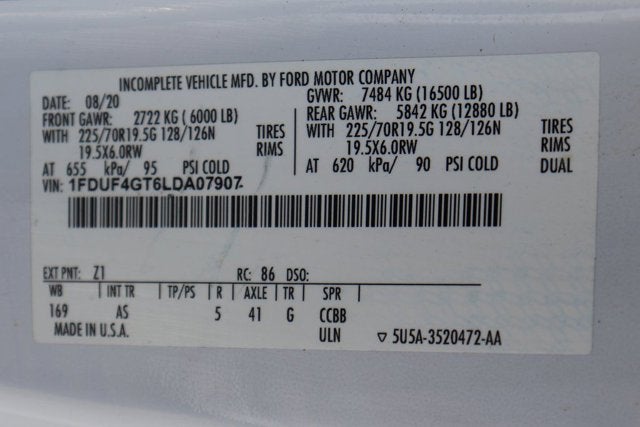 INCOMPLETE VEHICLE MFD. BY FORD MOTOR COMPANY
DATE: 08/20 GVWR: 7484 KG (16500 LB)
FRONT GAWR: 2722 KG ( 6000 LB) REAR GAWR: 5842 KG (12880 LB)
WITH 225/70R19.5G 128/126N TIRES WITH 225/70R19.5G 128/126N TIRES
19.5X6.0RW RIMS 19.5X6.0RW RIMS
AT 655 kPa/ 95 PSI COLD AT 620 kPa/ 90 PSI COLD DUAL
VIN: 1FDUF4GT6LDA07907
EXT PNT: Z1 RC: 86 DSO:
WB | INT TR | TP/PS | R | AXLE | TR | SPR |
169 AS 5 41 G CCBB
MADE IN U.S.A. ULN ▽ 5U5A-3520472-AA